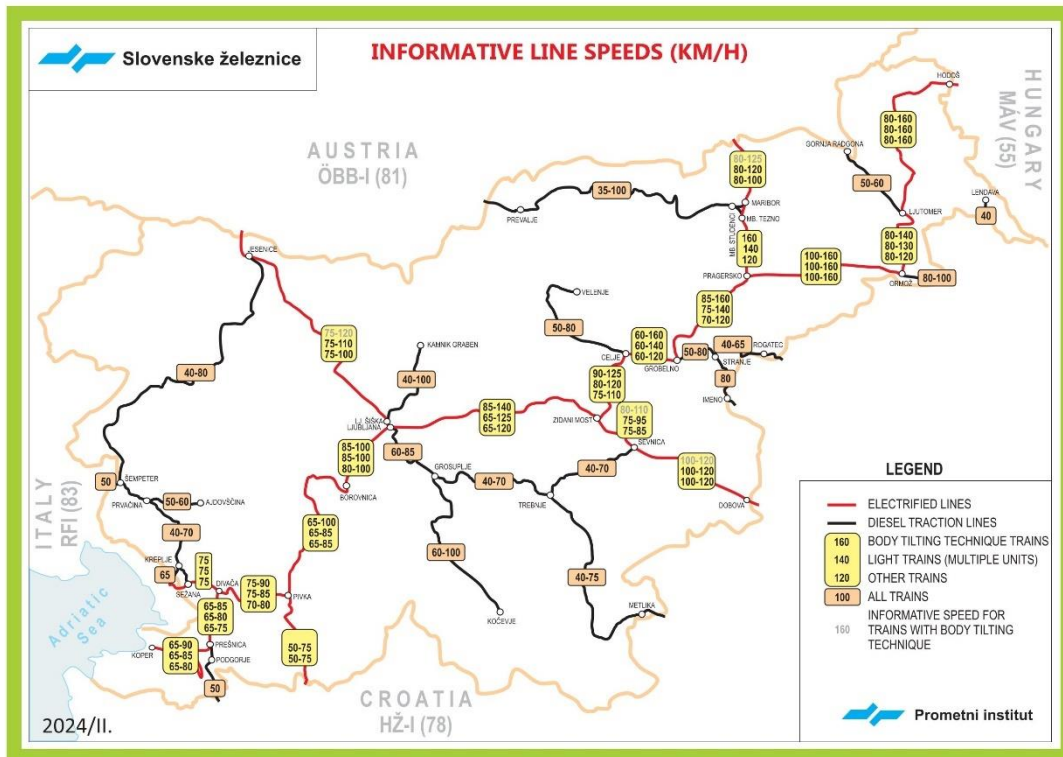 Slovenske železnice
INFORMATIVE LINE SPEEDS (KM/H)
AUSTRIA
ÖBB-I (81)
HUNGARY
MÁV (55)
ITALY
RFI (83)
CROATIA
HŽ-I (78)
Adriatic
Sea
HODOŠ
80-160
80-160
80-160
GORNJA RADGONA
50-60
LENDAVA
40
LJUTOMER
80-140
80-130
80-120
ORMOŽ
80-100
80-125
80-120
80-100
MARIBOR
MB. TEZNO
MB. STUDENCI
35-100
PREVALJE
160
140
120
PRAGERSKO
100-160
100-160
100-160
85-160
75-140
70-120
VELENJE
50-80
CELJE
60-160
60-140
60-120
GROBELNO
50-80
40-65
ROGATEC
STRANJE
80
IMENO
90-125
80-120
75-110
ZIDANI MOST
80-110
75-95
75-85
SEVNICA
100-120
100-120
100-120
DOBOVA
JESENICE
75-120
75-110
75-100
KAMNIK GRABEN
40-100
LJ. ŠIŠKA
LJUBLJANA
85-140
65-125
65-120
60-85
GROSUPLJE
40-70
40-70
TREBNJE
40-75
METLIKA
60-100
KOČEVJE
85-100
85-100
80-100
BOROVNICA
65-100
65-85
65-85
40-80
50
ŠEMPETER
PRVAČINA
50-60
AJDOVŠČINA
40-70
KREPLJE
65
SEŽANA
75
75
75
DIVAČA
75-90
75-85
70-80
PIVKA
50-75
50-75
65-85
65-80
65-75
PREŠNICA
PODGORJE
50
KOPER
65-90
65-85
65-80
LEGEND
ELECTRIFIED LINES
DIESEL TRACTION LINES
160 BODY TILTING TECHNIQUE TRAINS
140 LIGHT TRAINS (MULTIPLE UNITS)
120 OTHER TRAINS
100 ALL TRAINS
160 INFORMATIVE SPEED FOR
TRAINS WITH BODY TILTING
TECHNIQUE
2024/II.
Prometni institut